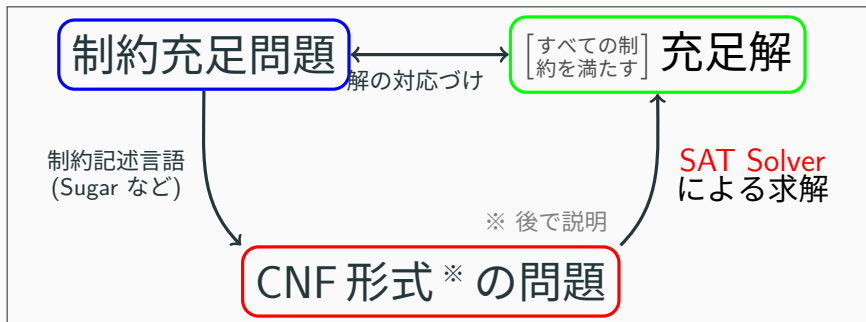 制約充足問題
解の対応づけ
[すべての制
約を満たす] 充足解
制約記述言語
(Sugar など)
SAT Solver
による求解
※ 後で説明
CNF 形式※ の問題